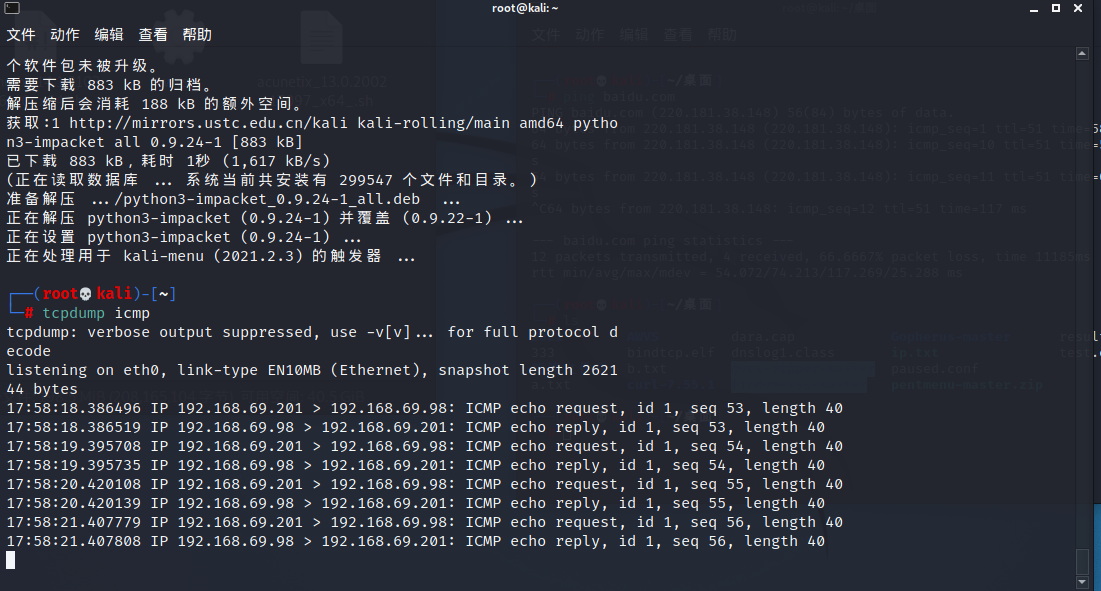 root@kali: ~
文件 动作 编辑 查看 帮助
个软件包未被升级。
需要下载 883 kB 的归档。
解压缩后会消耗 188 kB 的额外空间。
获取:1 http://mirrors.ustc.edu.cn/kali kali-rolling/main amd64 pytho
n3-impacket all 0.9.24-1 [883 kB]
已下载 883 kB，耗时 1秒 (1,617 kB/s)
(正在读取数据库 ... 系统当前共安装有 299547 个文件和目录。)
准备解压 .../python3-impacket_0.9.24-1_all.deb ...
正在解压 python3-impacket (0.9.24-1) 并覆盖 (0.9.22-1) ...
正在设置 python3-impacket (0.9.24-1) ...
正在处理用于 kali-menu (2021.2.3) 的触发器 ...
┌──(root💀kali)-[~]
└─# tcpdump icmp
tcpdump: verbose output suppressed, use -v[v]... for full protocol d
ecode
listening on eth0, link-type EN10MB (Ethernet), snapshot length 2621
44 bytes
17:58:18.386496 IP 192.168.69.201 > 192.168.69.98: ICMP echo request, id 1, seq 53, length 40
17:58:18.386519 IP 192.168.69.98 > 192.168.69.201: ICMP echo reply, id 1, seq 53, length 40
17:58:19.395708 IP 192.168.69.201 > 192.168.69.98: ICMP echo request, id 1, seq 54, length 40
17:58:19.395735 IP 192.168.69.98 > 192.168.69.201: ICMP echo reply, id 1, seq 54, length 40
17:58:20.420108 IP 192.168.69.201 > 192.168.69.98: ICMP echo request, id 1, seq 55, length 40
17:58:20.420139 IP 192.168.69.98 > 192.168.69.201: ICMP echo reply, id 1, seq 55, length 40
17:58:21.407779 IP 192.168.69.201 > 192.168.69.98: ICMP echo request, id 1, seq 56, length 40
17:58:21.407808 IP 192.168.69.98 > 192.168.69.201: ICMP echo reply, id 1, seq 56, length 40